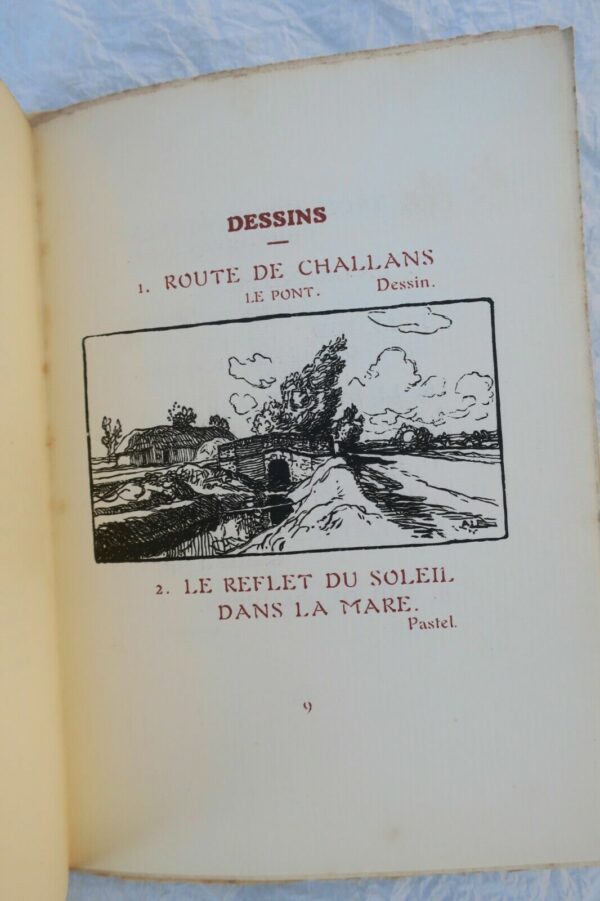 DESSINS
1. ROUTE DE CHALLANS
LE PONT. Dessin.
2. LE REFLET DU SOLEIL
DANS LA MARE.
Pastel.
9